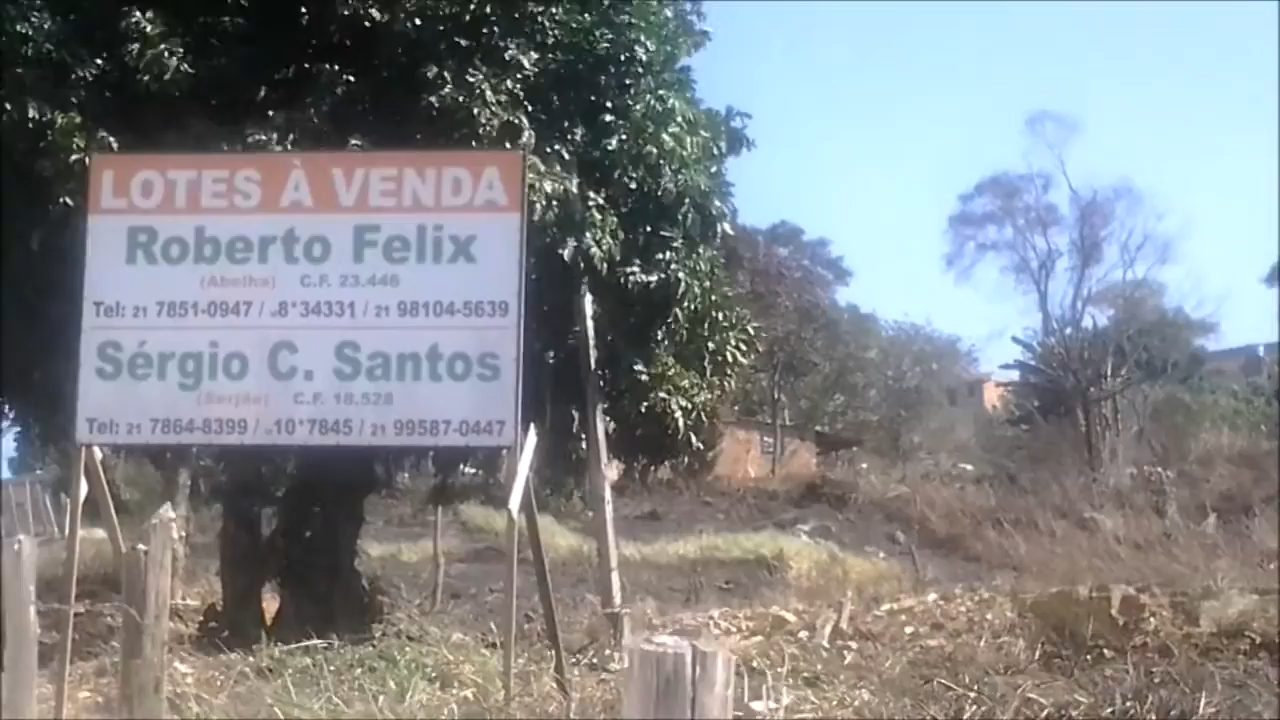 LOTES À VENDA
Roberto Felix
(Abelha) C.F. 23.446
Tel: 21 7851-0947 / 8*34331 / 21 98104-5639
Sérgio C. Santos
(Serjão) C.F. 18.528
Tel: 21 7864-8399 / 10*7845 / 21 99587-0447